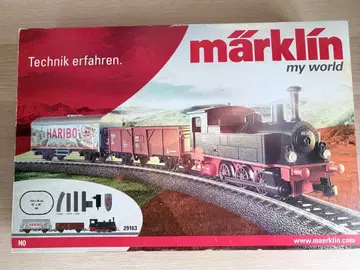 Technik erfahren.
märklin
my world
HARIBO
29163
H0
www.maerklin.com